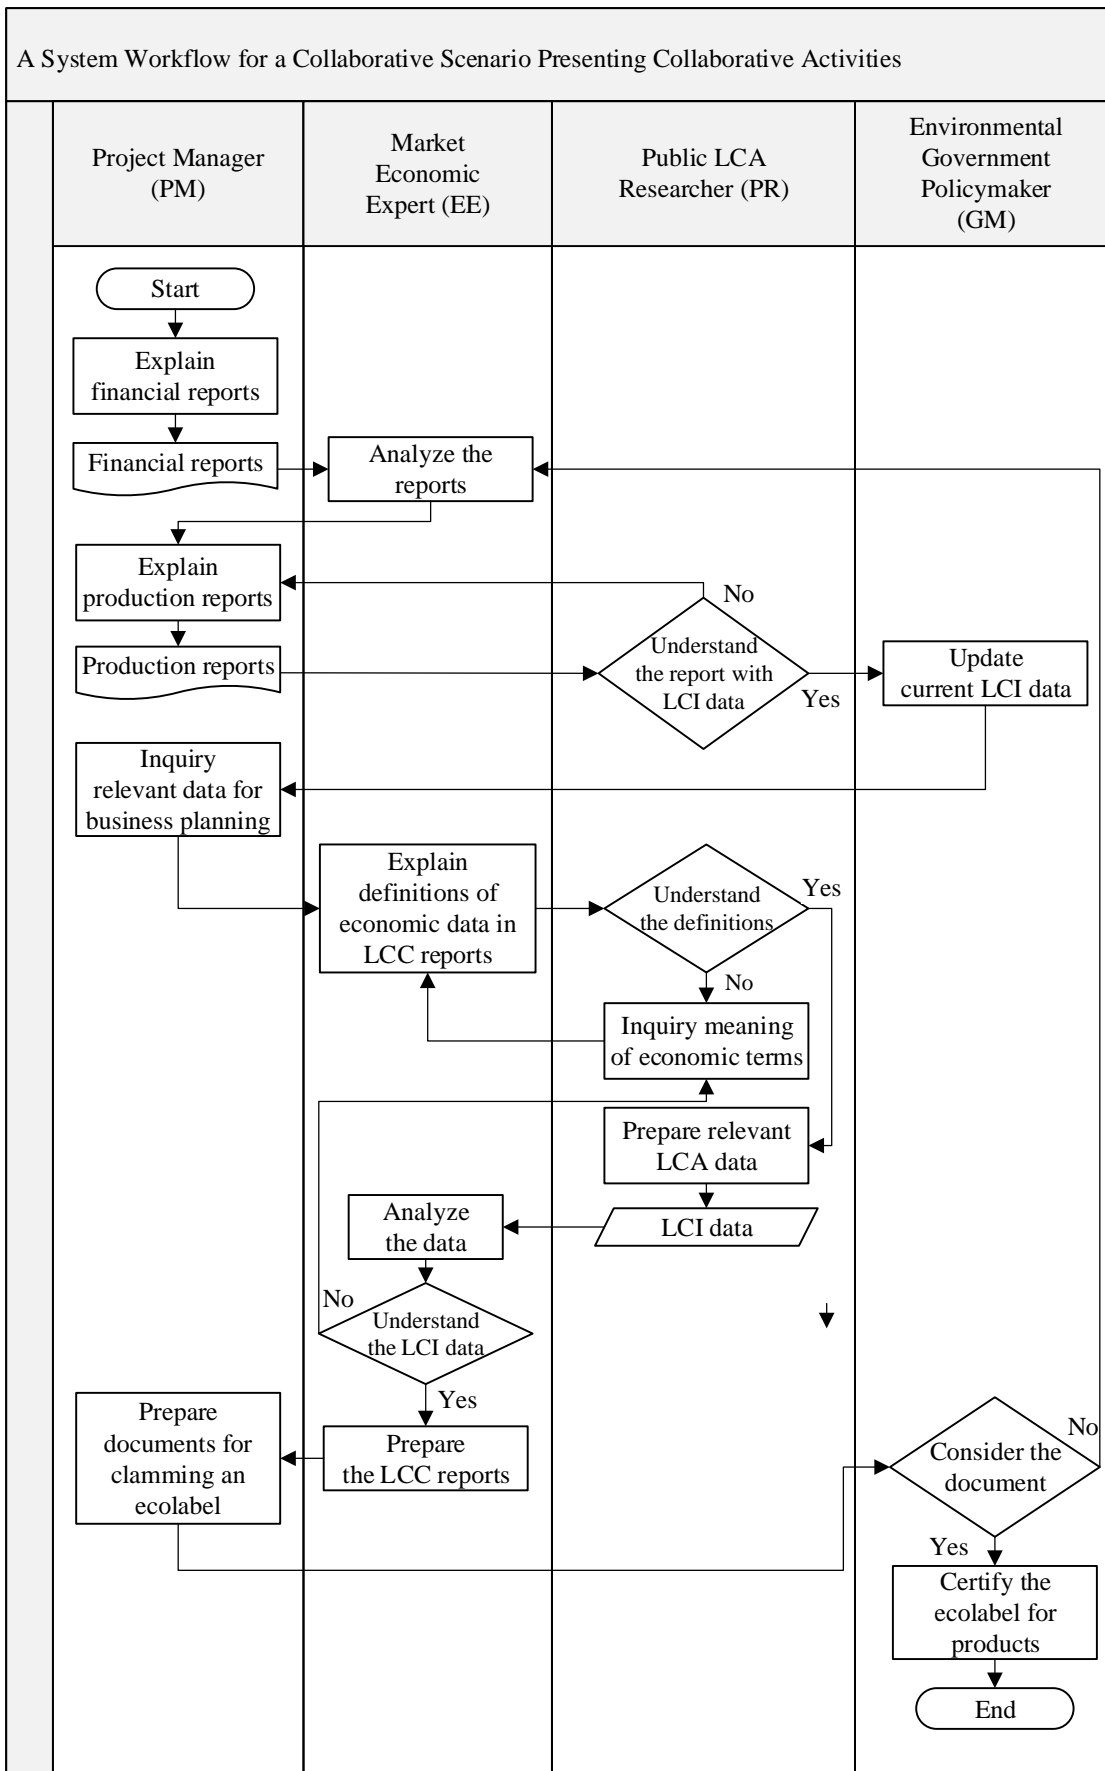 A System Workflow for a Collaborative Scenario Presenting Collaborative Activities
Project Manager
(PM)
Market
Economic
Expert (EE)
Public LCA
Researcher (PR)
Environmental
Government
Policymaker
(GM)
Start
Explain
financial reports
Financial reports
Analyze the
reports
Explain
production reports
No
Production reports
Understand
the report with
LCI data
Yes
Update
current LCI data
Inquiry
relevant data for
business planning
Explain
definitions of
economic data in
LCC reports
Understand
the definitions
Yes
No
Inquiry meaning
of economic terms
Prepare relevant
LCA data
LCI data
Analyze
the data
No
Understand
the LCI data
Yes
Prepare
the LCC reports
Prepare
documents for
clamming an
ecolabel
Consider the
document
No
Yes
Certify the
ecolabel for
products
End